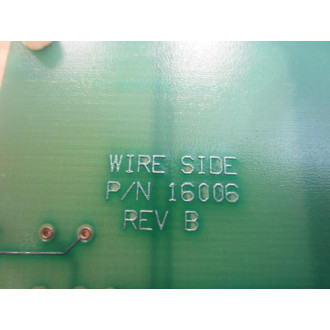 WIRE SIDE
P/N 16006
REV B